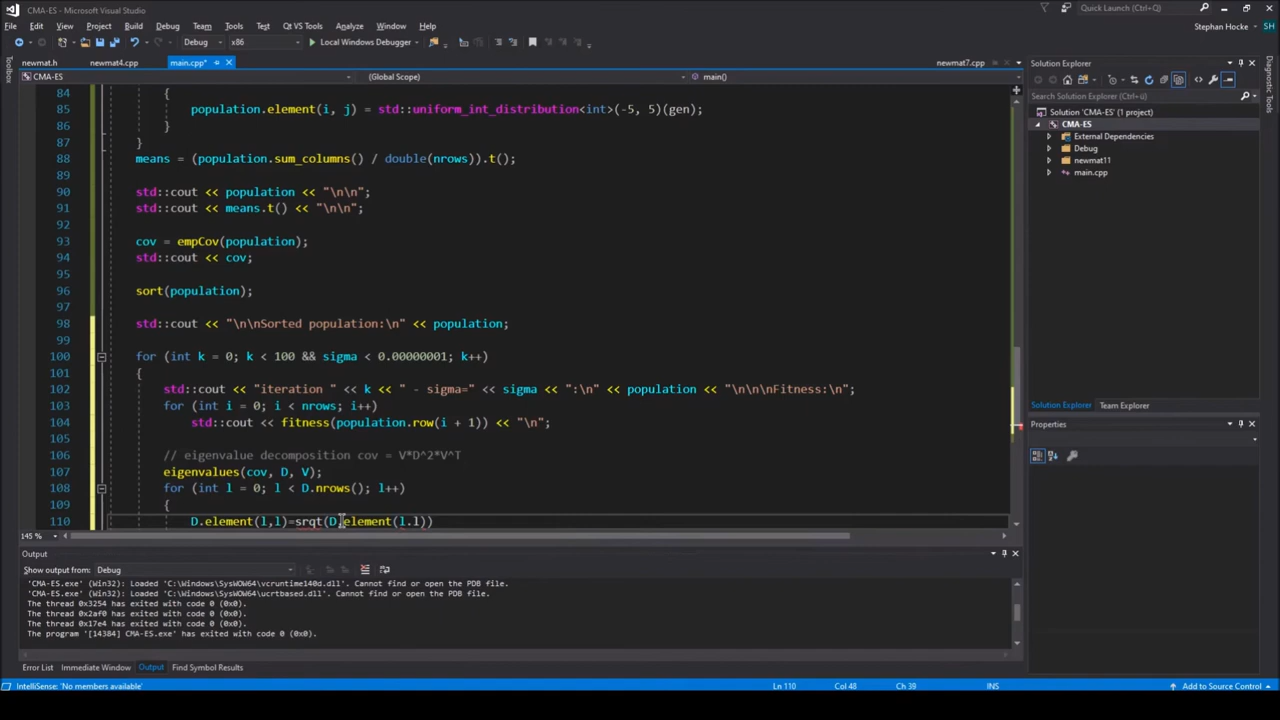 CMA-ES - Microsoft Visual Studio
Quick Launch (Ctrl+Q)
File Edit View Project Build Debug Team Tools Test Qt VS Tools Analyze Window Help
Stephan Hocke SH
Debug x86 Local Windows Debugger
newmat.h newmat4.cpp main.cpp* newmat7.cpp
CMA-ES (Global Scope) main()
84 {
85 population.element(i, j) = std::uniform_int_distribution<int>(-5, 5)(gen);
86 }
87 }
88 means = (population.sum_columns() / double(nrows)).t();
89
90 std::cout << population << "\n\n";
91 std::cout << means.t() << "\n\n";
92
93 cov = empCov(population);
94 std::cout << cov;
95
96 sort(population);
97
98 std::cout << "\n\nSorted population:\n" << population;
99
100 for (int k = 0; k < 100 && sigma < 0.00000001; k++)
101 {
102 std::cout << "iteration " << k << " - sigma=" << sigma << ":\n" << population << "\n\n\nFitness:\n";
103 for (int i = 0; i < nrows; i++)
104 std::cout << fitness(population.row(i + 1)) << "\n";
105
106 // eigenvalue decomposition cov = V*D^2*V^T
107 eigenvalues(cov, D, V);
108 for (int l = 0; l < D.nrows(); l++)
109 {
110 D.element(l,l)=srqt(D.element(l.l))
145 %
Output
Show output from: Debug
'CMA-ES.exe' (Win32): Loaded 'C:\Windows\SysWOW64\vcruntime140d.dll'. Cannot find or open the PDB file.
'CMA-ES.exe' (Win32): Loaded 'C:\Windows\SysWOW64\ucrtbased.dll'. Cannot find or open the PDB file.
The thread 0x3254 has exited with code 0 (0x0).
The thread 0x2af0 has exited with code 0 (0x0).
The thread 0x17e4 has exited with code 0 (0x0).
The program '[14384] CMA-ES.exe' has exited with code 0 (0x0).
Error List Immediate Window Output Find Symbol Results
IntelliSense: 'No members available' Ln 110 Col 48 Ch 39 INS Add to Source Control
Toolbox
Solution Explorer
Search Solution Explorer (Ctrl+ü)
Solution 'CMA-ES' (1 project)
CMA-ES
External Dependencies
Debug
newmat11
main.cpp
Solution Explorer Team Explorer
Properties
Diagnostic Tools